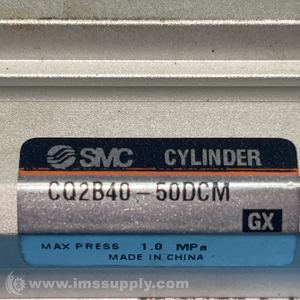 SMC CYLINDER
CQ2B40-50DCM
GX
MAX PRESS 1.0 MPa
MADE IN CHINA
© www.imssupply.com